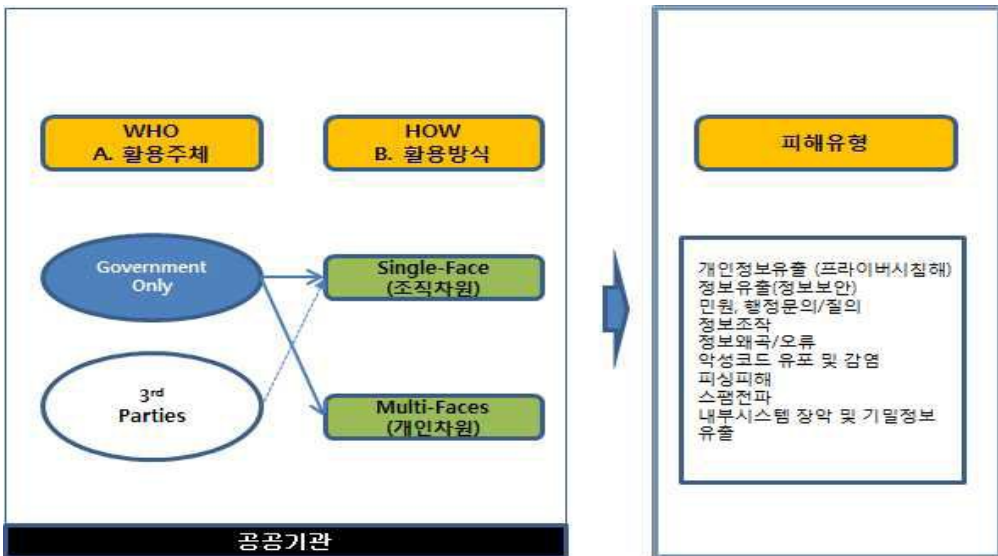 WHO
A. 활용주체
HOW
B. 활용방식
피해유형
Government
Only
Single-Face
(조직차원)
3rd
Parties
Multi-Faces
(개인차원)
개인정보유출 (프라이버시침해)
정보유출(정보보안)
민원, 행정문의/질의
정보조작
정보왜곡/오류
악성코드 유포 및 감염
피싱피해
스팸전파
내부시스템 장악 및 기밀정보
유출
공공기관